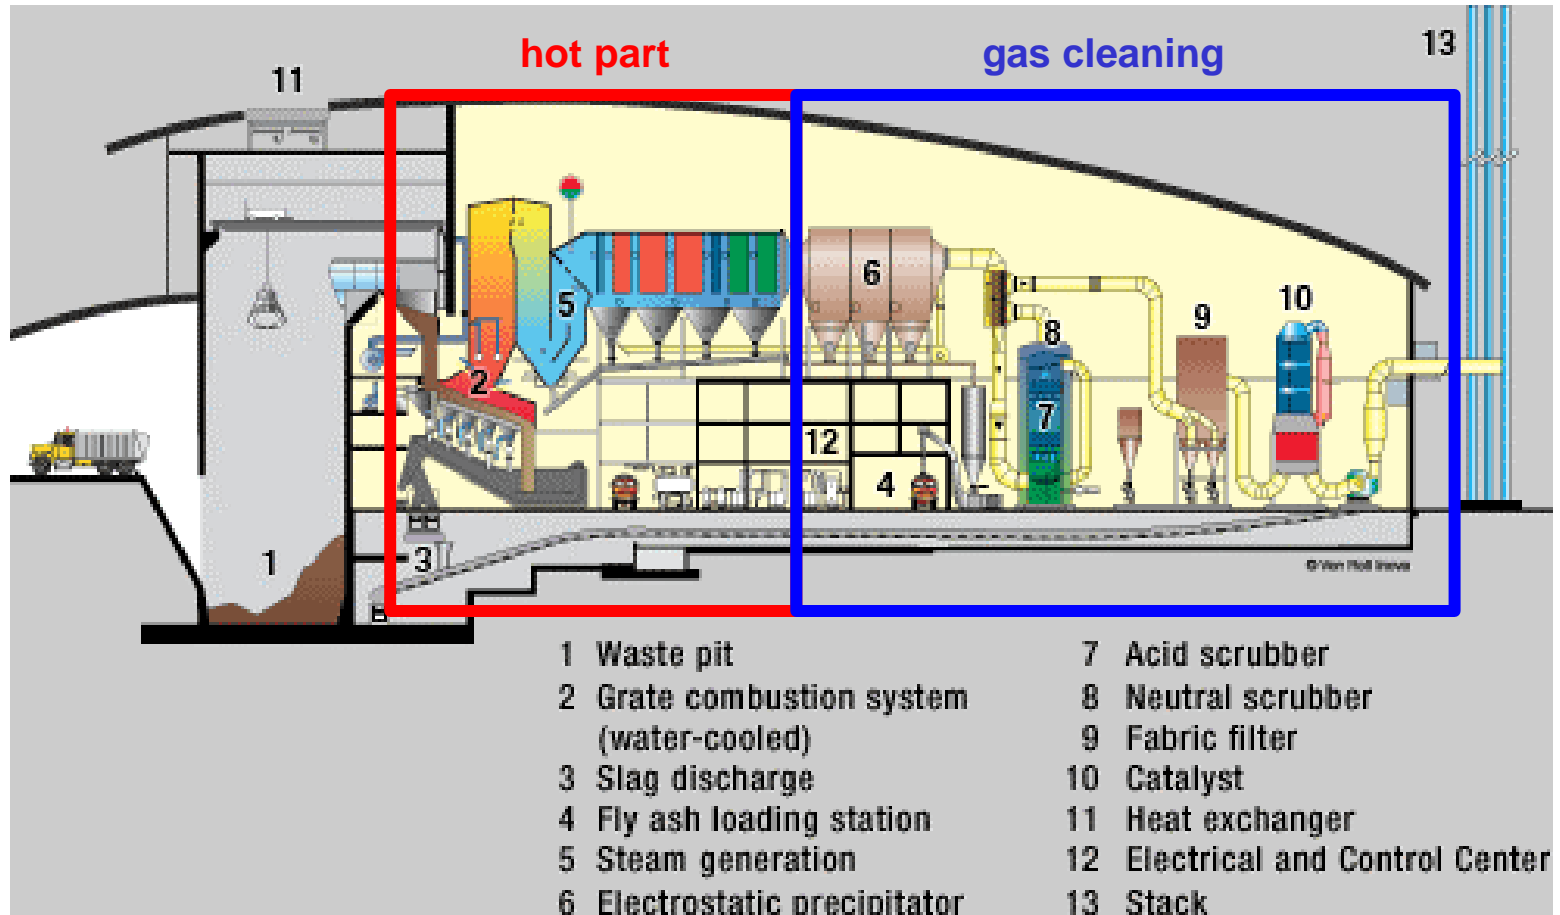 hot part
gas cleaning
13
11
6
5
10
9
8
2
7
12
4
3
1
© Von Roll Inova
1 Waste pit
2 Grate combustion system
(water-cooled)
3 Slag discharge
4 Fly ash loading station
5 Steam generation
6 Electrostatic precipitator
7 Acid scrubber
8 Neutral scrubber
9 Fabric filter
10 Catalyst
11 Heat exchanger
12 Electrical and Control Center
13 Stack